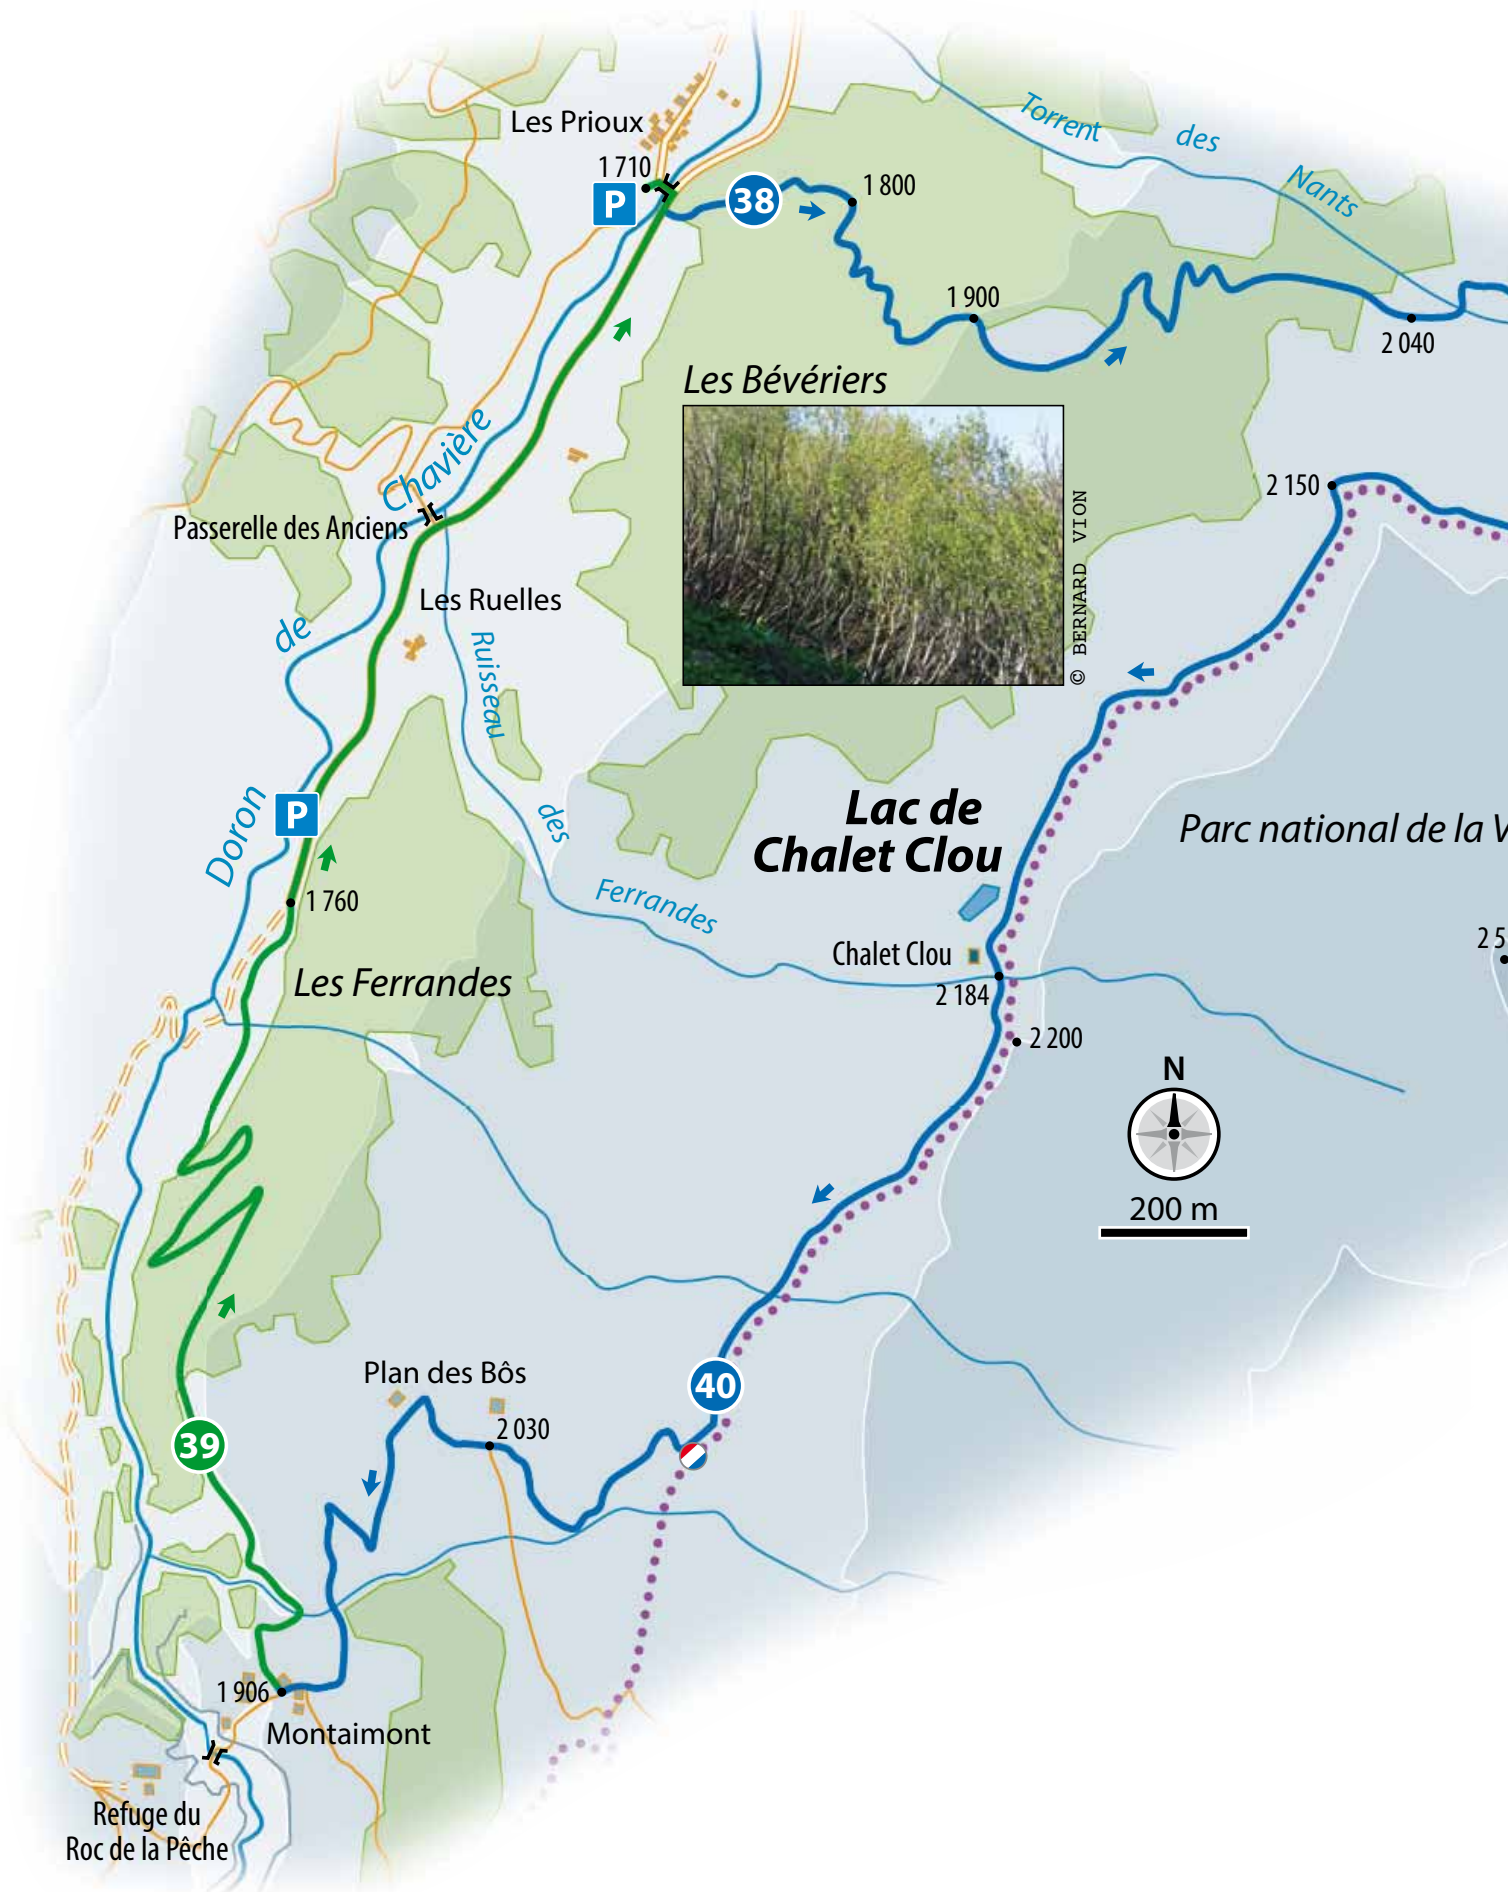 Torrent
des
Nants
Les Prioux
1 710
P
38
1 800
1 900
2 040
Les Bévériers
© BERNARD VION
2 150
Chavière
Passerelle des Anciens
Les Ruelles
de
Ruisseau
des
Doron
P
Lac de
Chalet Clou
Parc national de la V
Ferrandes
1 760
Chalet Clou
2 5
Les Ferrandes
2 184
2 200
N
200 m
Plan des Bôs
40
2 030
39
1 906
Montaimont
Refuge du
Roc de la Pêche